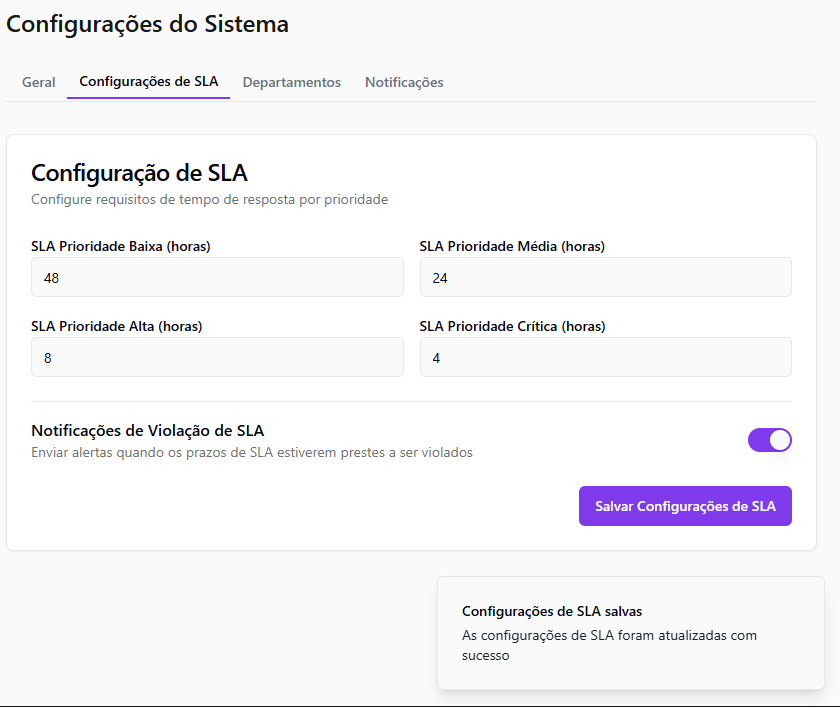 Configurações do Sistema
Geral Configurações de SLA Departamentos Notificações
Configuração de SLA
Configure requisitos de tempo de resposta por prioridade
SLA Prioridade Baixa (horas) SLA Prioridade Média (horas)
48 24
SLA Prioridade Alta (horas) SLA Prioridade Crítica (horas)
8 4
Notificações de Violação de SLA
Enviar alertas quando os prazos de SLA estiverem prestes a ser violados
Salvar Configurações de SLA
Configurações de SLA salvas
As configurações de SLA foram atualizadas com
sucesso